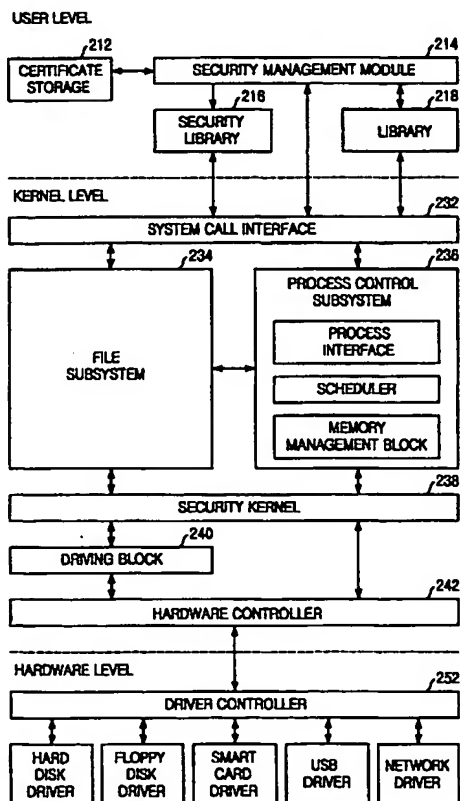 USER LEVEL
212
CERTIFICATE
STORAGE
214
SECURITY MANAGEMENT MODULE
216
SECURITY
LIBRARY
218
LIBRARY
KERNEL LEVEL
232
SYSTEM CALL INTERFACE
234
FILE
SUBSYSTEM
236
PROCESS CONTROL
SUBSYSTEM
PROCESS
INTERFACE
SCHEDULER
MEMORY
MANAGEMENT BLOCK
238
SECURITY KERNEL
240
DRIVING BLOCK
242
HARDWARE CONTROLLER
HARDWARE LEVEL
252
DRIVER CONTROLLER
HARD
DISK
DRIVER
FLOPPY
DISK
DRIVER
SMART
CARD
DRIVER
USB
DRIVER
NETWORK
DRIVER